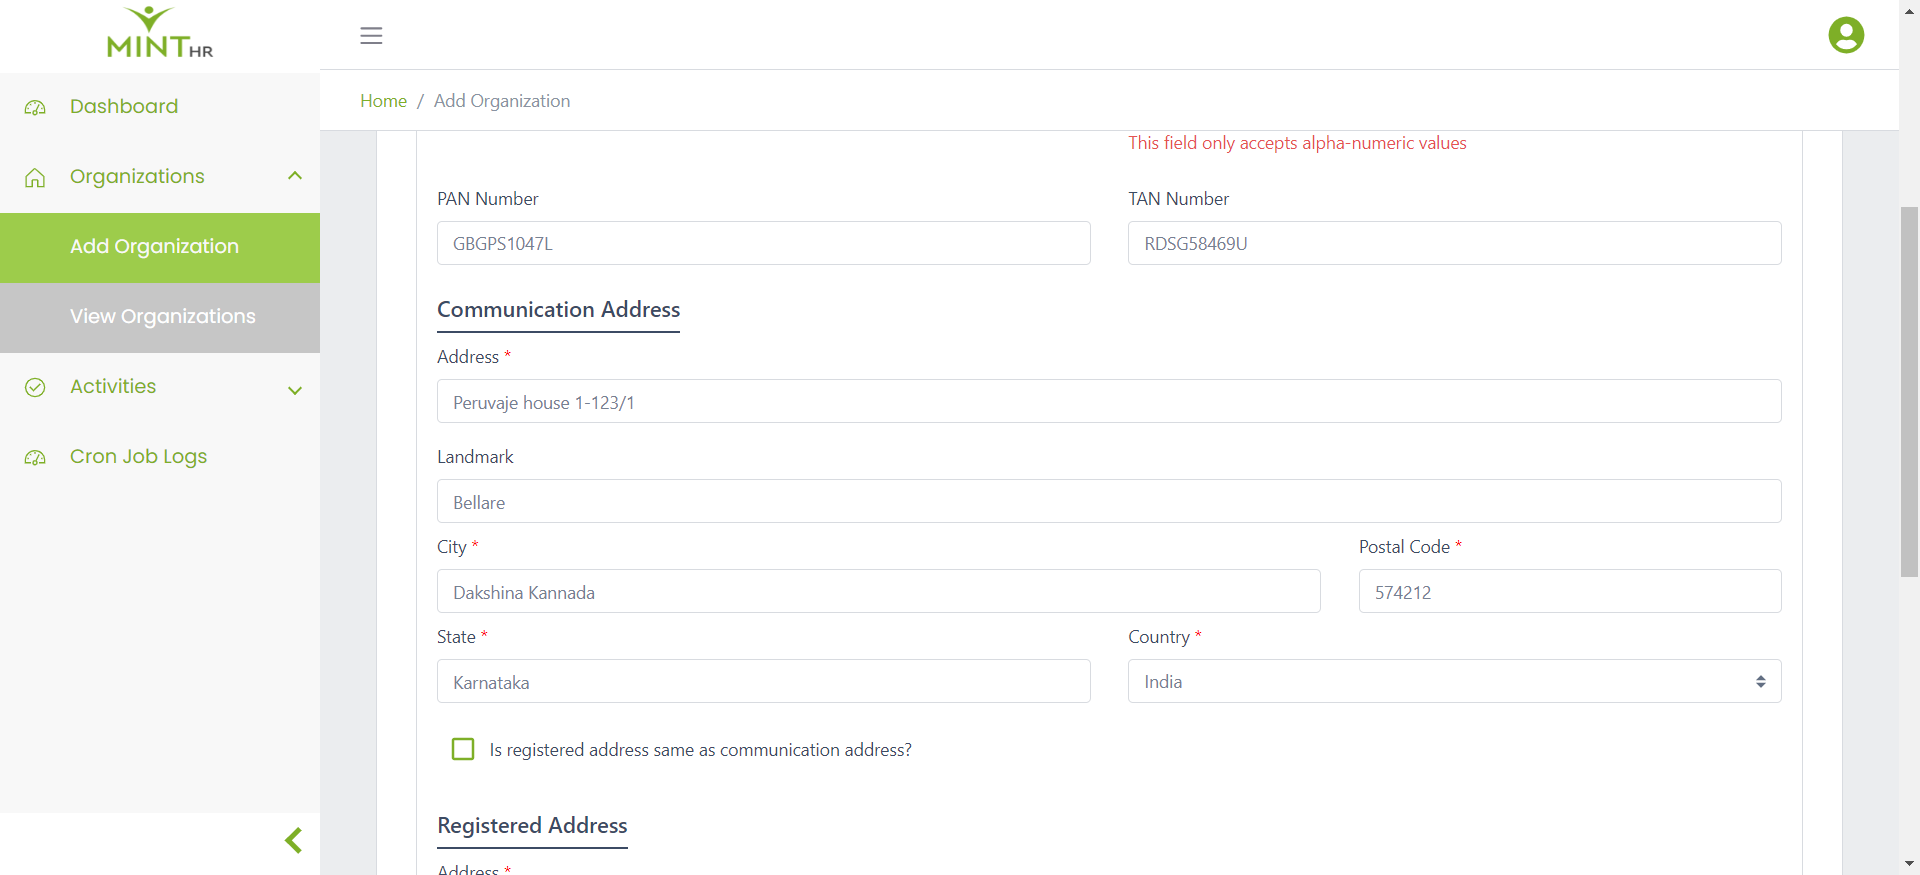 MINT HR
Dashboard
Organizations
Add Organization
View Organizations
Activities
Cron Job Logs
Home / Add Organization
This field only accepts alpha-numeric values
PAN Number
TAN Number
GBGPS1047L
RDSG58469U
Communication Address
Address *
Peruvaje house 1-123/1
Landmark
Bellare
City *
Postal Code *
Dakshina Kannada
574212
State *
Country *
Karnataka
India
Is registered address same as communication address?
Registered Address
Address *